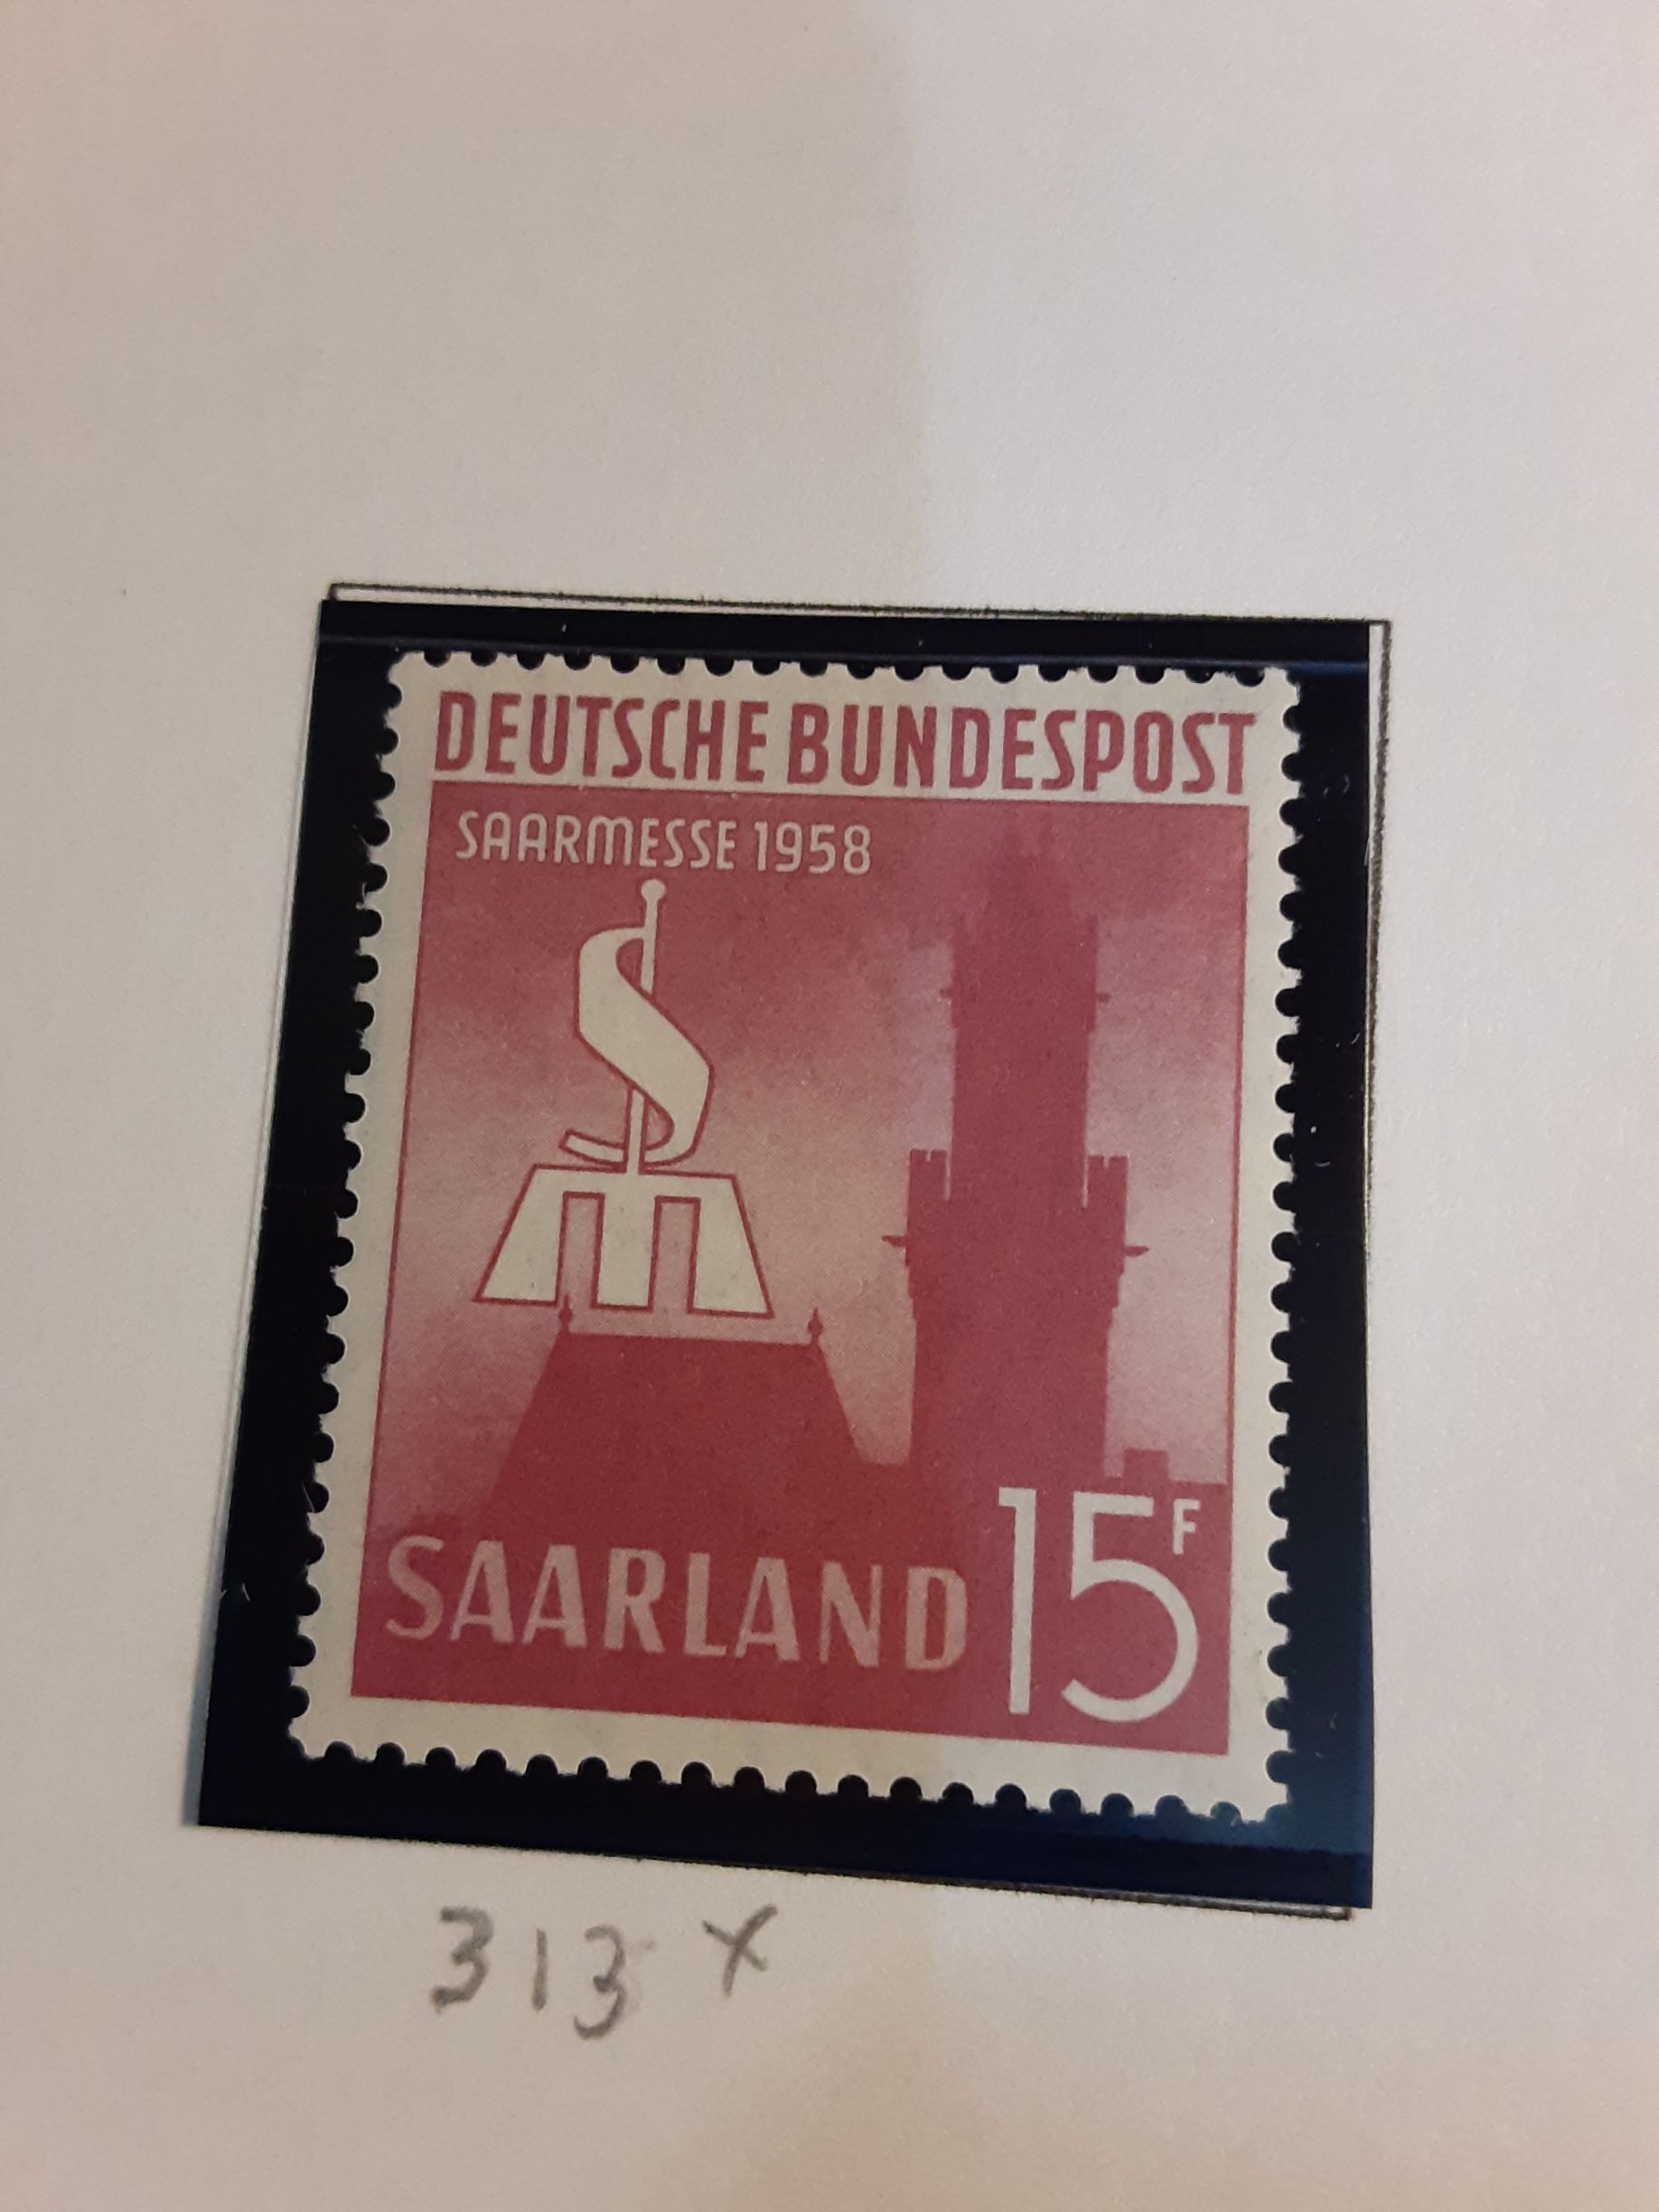 DEUTSCHE BUNDESPOST
SAARMESSE 1958
SAARLAND 15F
313 x